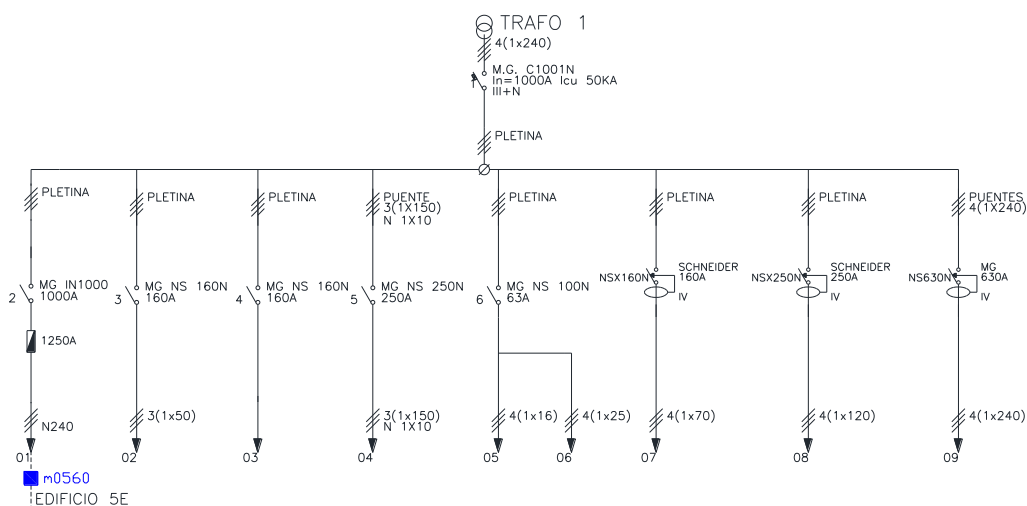 TRAFO 1
4(1x240)
M.G. C1001N
In=1000A Icu 50KA
III+N
PLETINA
PLETINA
PLETINA
PLETINA
PUENTE
3(1X150)
N 1X10
PLETINA
PLETINA
PLETINA
PUENTES
4(1X240)
2
MG IN1000
1000A
3
MG NS 160N
160A
4
MG NS 160N
160A
5
MG NS 250N
250A
6
MG NS 100N
63A
NSX160N
SCHNEIDER
160A
IV
NSX250N
SCHNEIDER
250A
IV
NS630N
MG
630A
IV
1250A
N240
3(1x50)
3(1x150)
N 1X10
4(1x16)
4(1x25)
4(1x70)
4(1x120)
4(1x240)
01
02
03
04
05
06
07
08
09
m0560
EDIFICIO 5E